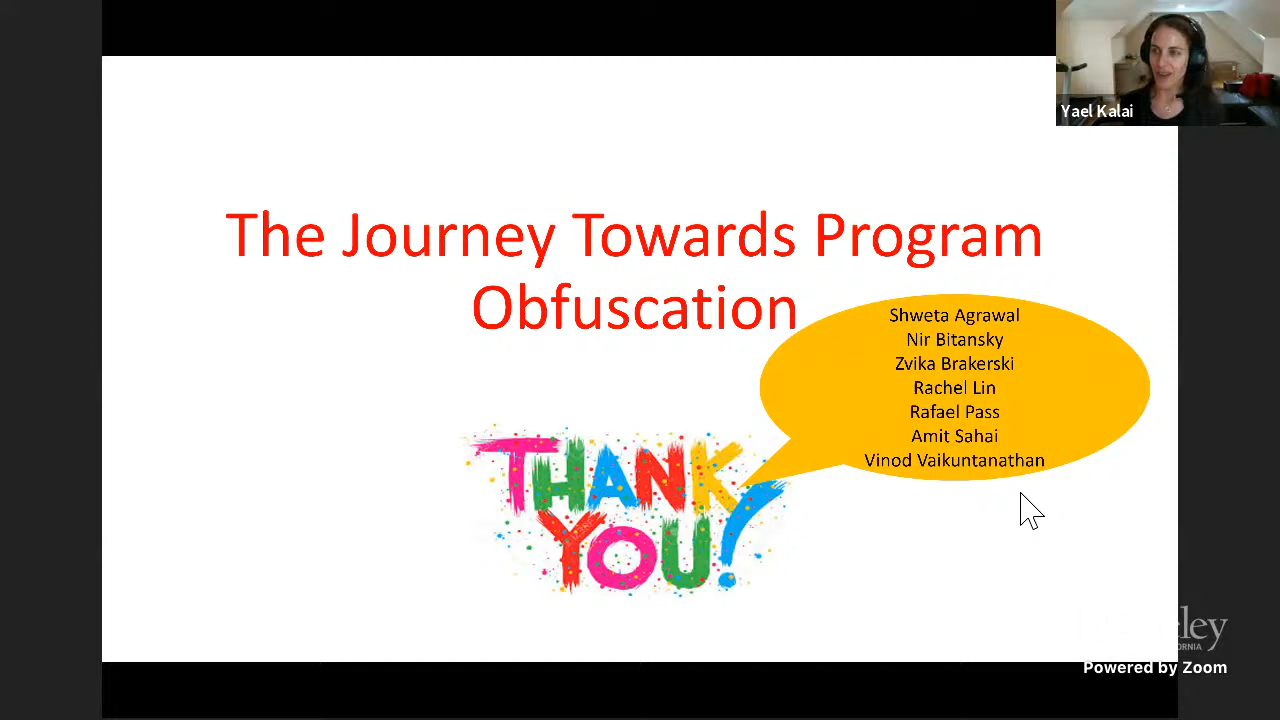 Yael Kalai
The Journey Towards Program
Obfuscation
Shweta Agrawal
Nir Bitansky
Zvika Brakerski
Rachel Lin
Rafael Pass
Amit Sahai
Vinod Vaikuntanathan
THANK
YOU!
Powered by Zoom